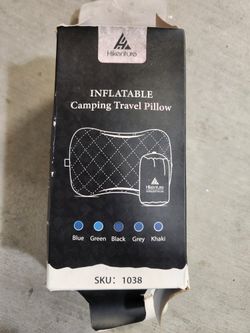 Hikenture
INFLATABLE
Camping Travel Pillow
Hikenture
Blue
Green
Black
Grey
Khaki
SKU: 1038